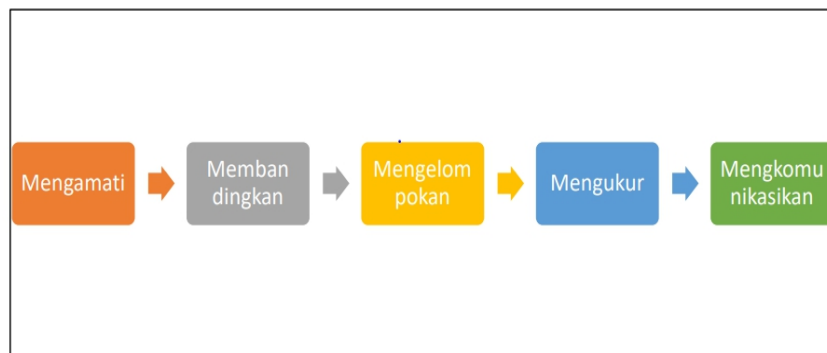 Mengamati
Memban
dingkan
Mengelom
pokan
Mengukur
Mengkomu
nikasikan